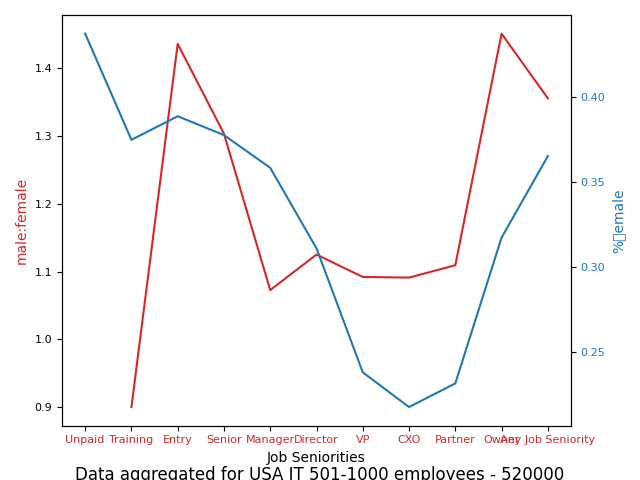 1.4
1.3
1.2
1.1
1.0
0.9
male:female
0.40
0.35
0.30
0.25
Unpaid Training Entry Senior Manager Director VP CXO Partner Owner Any Job Seniority
Job Seniorities
Data aggregated for USA IT 501-1000 employees - 520000